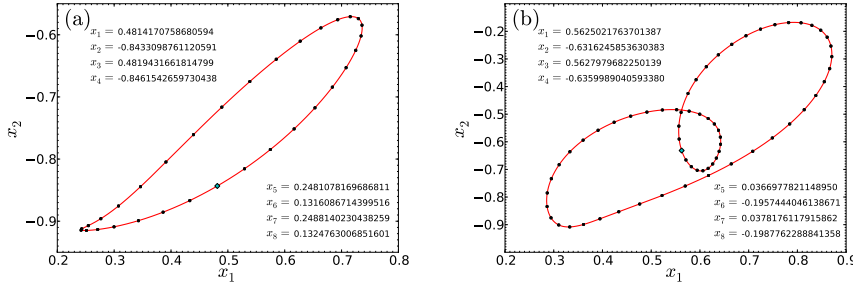 (a)
x1 = 0.4814170758680594
x2 = -0.8433098761120591
x3 = 0.4819431661814799
x4 = -0.8461542659730438
x5 = 0.2481078169686811
x6 = 0.1316086714399516
x7 = 0.2488140230438259
x8 = 0.1324763006851601
−0.6
−0.7
−0.8
−0.9
x2
0.2 0.3 0.4 0.5 0.6 0.7 0.8
x1
(b)
x1 = 0.5625021763701387
x2 = -0.6316245853630383
x3 = 0.5627979682250139
x4 = -0.6359989040593380
x5 = 0.0366977821148950
x6 = -0.1957444046138671
x7 = 0.0378176117915862
x8 = -0.1987762288841358
−0.2
−0.3
−0.4
−0.5
−0.6
−0.7
−0.8
−0.9
x2
0.2 0.3 0.4 0.5 0.6 0.7 0.8 0.9
x1